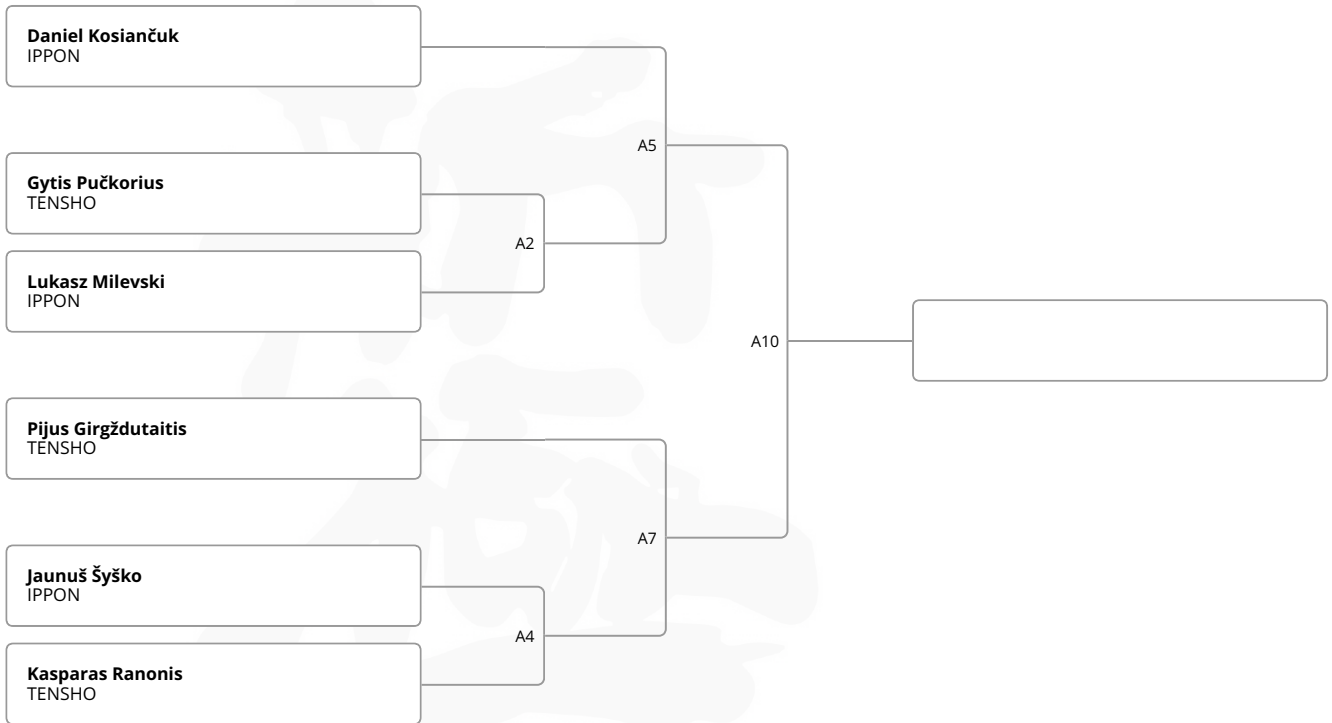 Daniel Kosiančuk
IPPON
A5
Gytis Pučkorius
TENSHO
A2
Lukasz Milevski
IPPON
A10
Pijus Girgždutaitis
TENSHO
A7
Jaunuš Šyško
IPPON
A4
Kasparas Ranonis
TENSHO